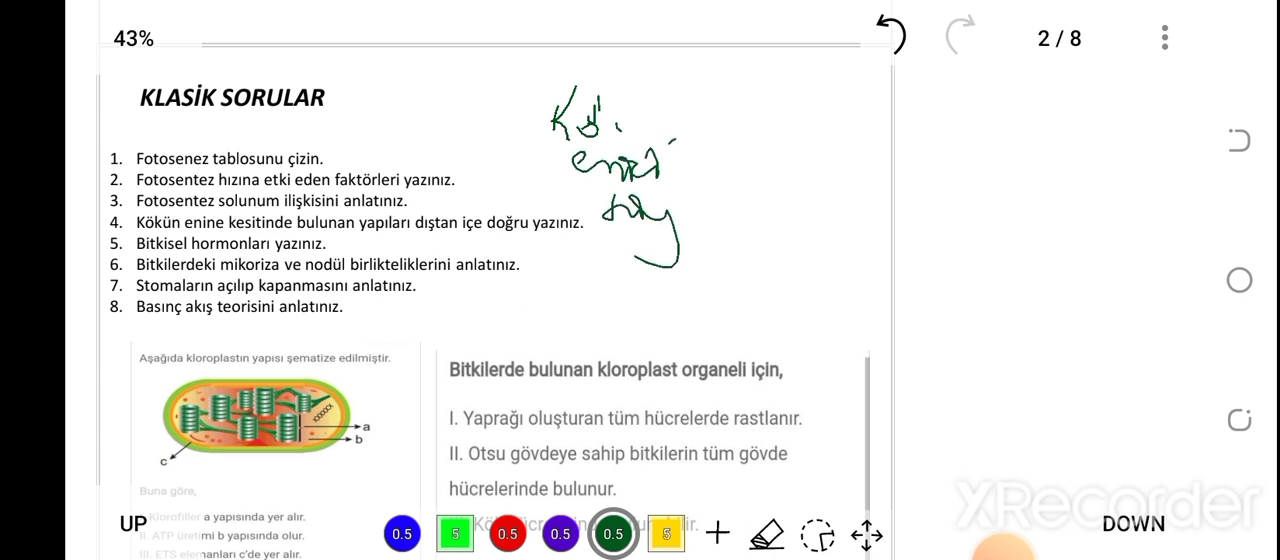 43%
2 / 8
KLASİK SORULAR
1. Fotosenez tablosunu çizin.
2. Fotosentez hızına etki eden faktörleri yazınız.
3. Fotosentez solunum ilişkisini anlatınız.
4. Kökün enine kesitinde bulunan yapıları dıştan içe doğru yazınız.
5. Bitkisel hormonları yazınız.
6. Bitkilerdeki mikoriza ve nodül birlikteliklerini anlatınız.
7. Stomaların açılıp kapanmasını anlatınız.
8. Basınç akış teorisini anlatınız.
Aşağıda kloroplastın yapısı şematize edilmiştir.
a
b
c
Buna göre,
Klorofiller a yapısında yer alır.
II. ATP üretimi b yapısında olur.
III. ETS elemanları c'de yer alır.
Bitkilerde bulunan kloroplast organeli için,
I. Yaprağı oluşturan tüm hücrelerde rastlanır.
II. Otsu gövdeye sahip bitkilerin tüm gövde
hücrelerinde bulunur.
UP
0.5
5
0.5
0.5
0.5
5
DOWN
XRecorder